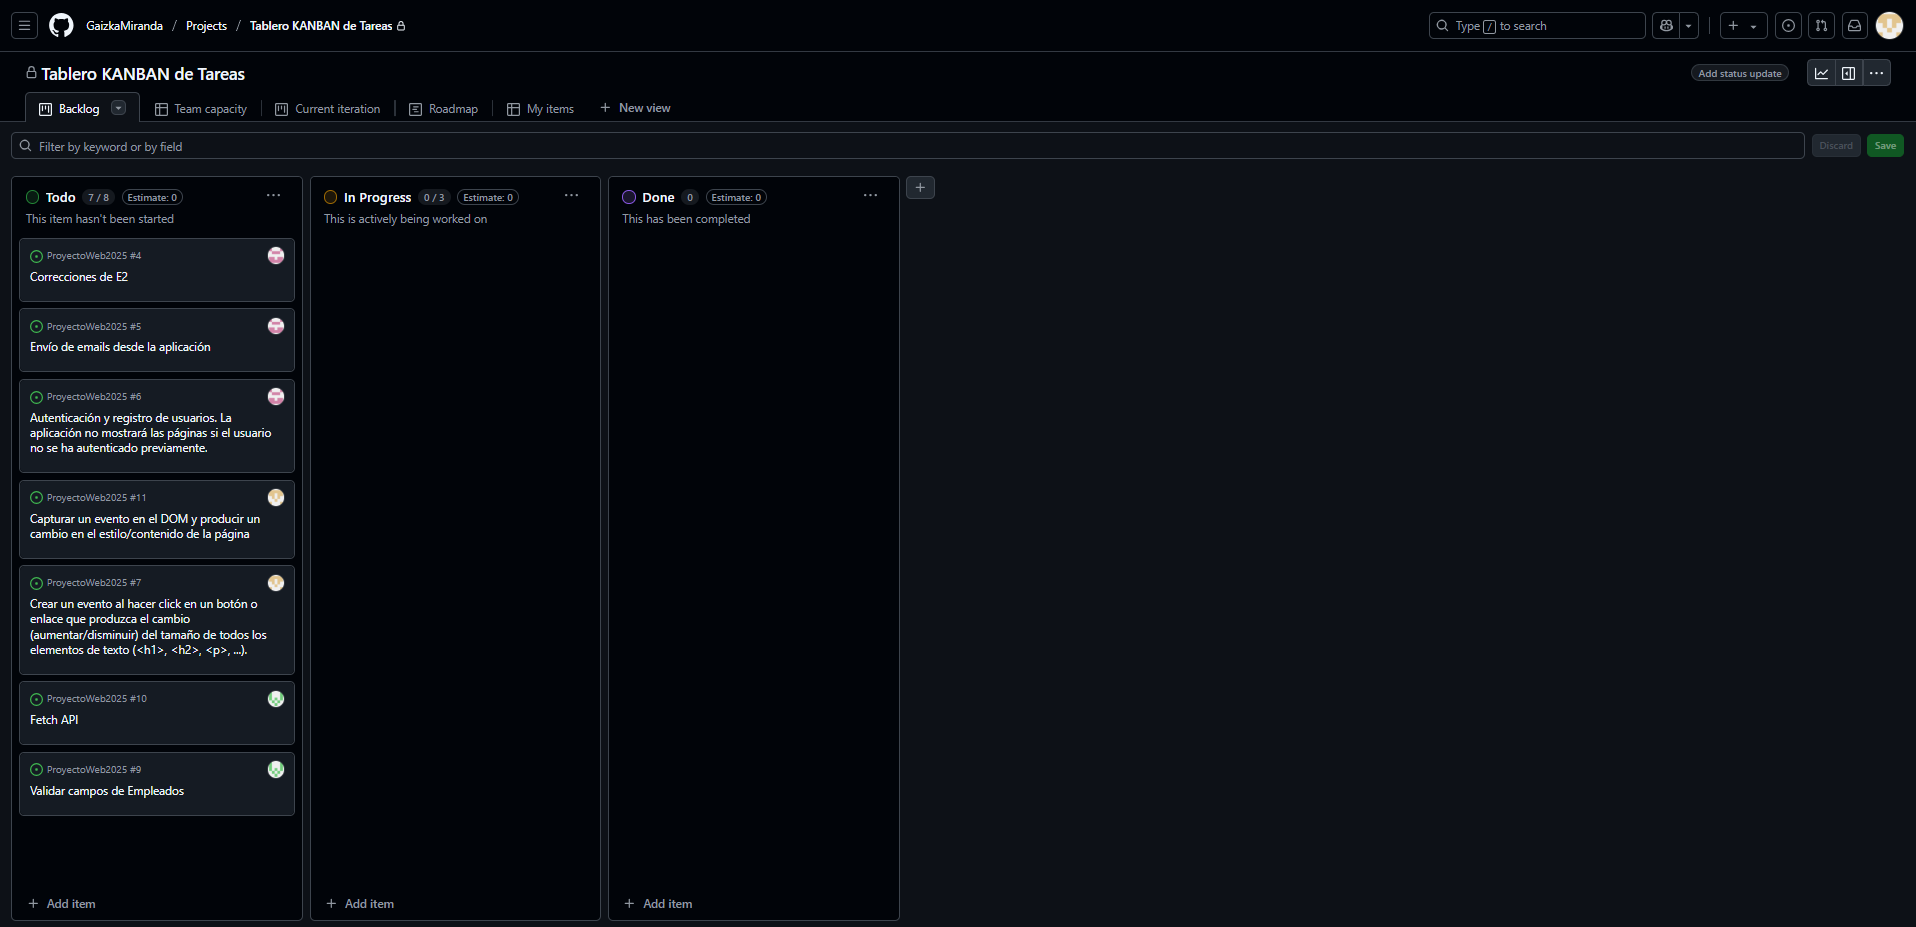 GaizkaMiranda / Projects / Tablero KANBAN de Tareas
Type / to search
Tablero KANBAN de Tareas
Add status update
Backlog
Team capacity
Current iteration
Roadmap
My items
New view
Filter by keyword or by field
Discard
Save
Todo 7 / 8 Estimate: 0
This item hasn't been started
ProyectoWeb2025 #4
Correcciones de E2
ProyectoWeb2025 #5
Envío de emails desde la aplicación
ProyectoWeb2025 #6
Autenticación y registro de usuarios. La
aplicación no mostrará las páginas si el usuario
no se ha autenticado previamente.
ProyectoWeb2025 #11
Capturar un evento en el DOM y producir un
cambio en el estilo/contenido de la página
ProyectoWeb2025 #7
Crear un evento al hacer click en un botón o
enlace que produzca el cambio
(aumentar/disminuir) del tamaño de todos los
elementos de texto (<h1>, <h2>, <p>, ...).
ProyectoWeb2025 #10
Fetch API
ProyectoWeb2025 #9
Validar campos de Empleados
Add item
In Progress 0 / 3 Estimate: 0
This is actively being worked on
Add item
Done 0 Estimate: 0
This has been completed
Add item